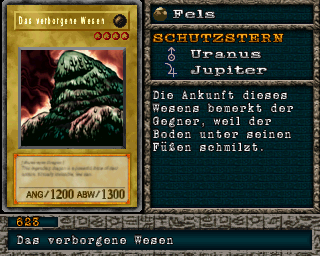 Das verborgene Wesen
ANG/1200 ABW/1300
Fels
SCHUTZSTERN
Uranus
Jupiter
Die Ankunft dieses
Wesens bemerkt der
Gegner, weil der
Boden unter seinen
Füßen schmilzt.
623
Das verborgene Wesen